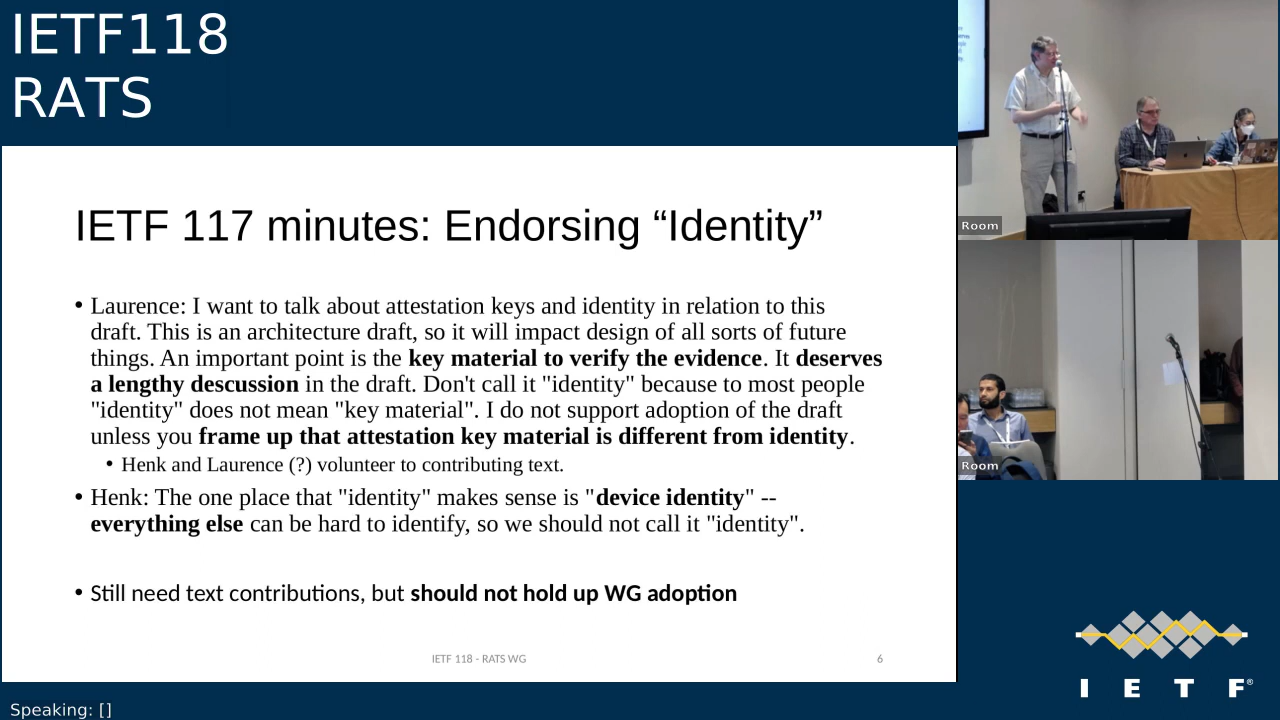 IETF118
RATS
IETF 117 minutes: Endorsing “Identity”
• Laurence: I want to talk about attestation keys and identity in relation to this
draft. This is an architecture draft, so it will impact design of all sorts of future
things. An important point is the key material to verify the evidence. It deserves
a lengthy descussion in the draft. Don't call it "identity" because to most people
"identity" does not mean "key material". I do not support adoption of the draft
unless you frame up that attestation key material is different from identity.
• Henk and Laurence (?) volunteer to contributing text.
• Henk: The one place that "identity" makes sense is "device identity" --
everything else can be hard to identify, so we should not call it "identity".
• Still need text contributions, but should not hold up WG adoption
IETF 118 - RATS WG
6
Room
Room
I E T F®
Speaking: []